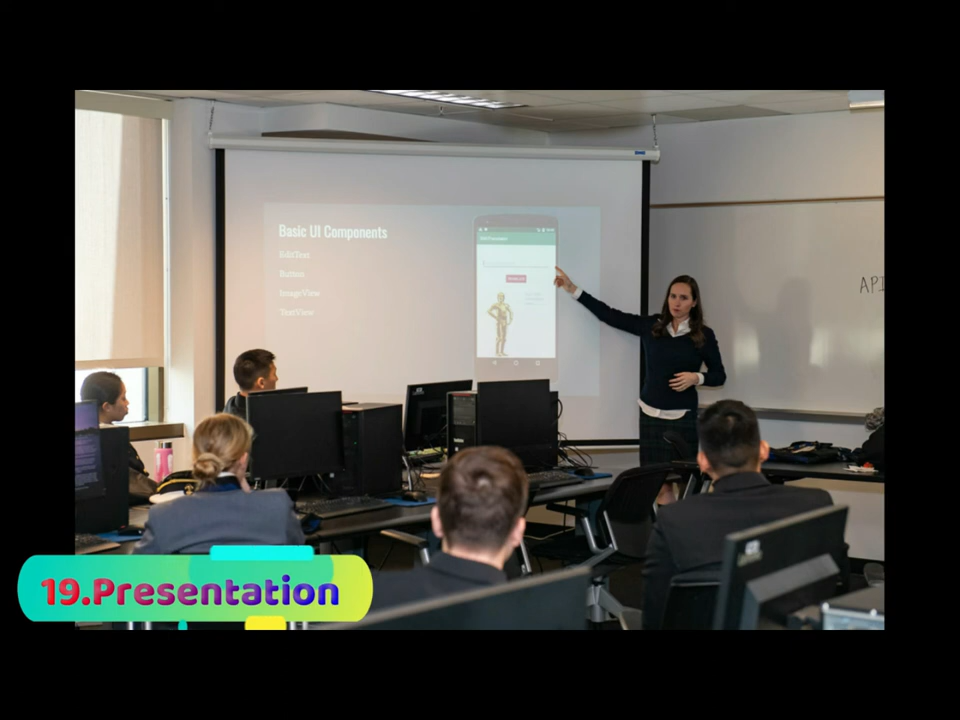 Basic UI Components
EditText
Button
ImageView
TextView
API
19.Presentation